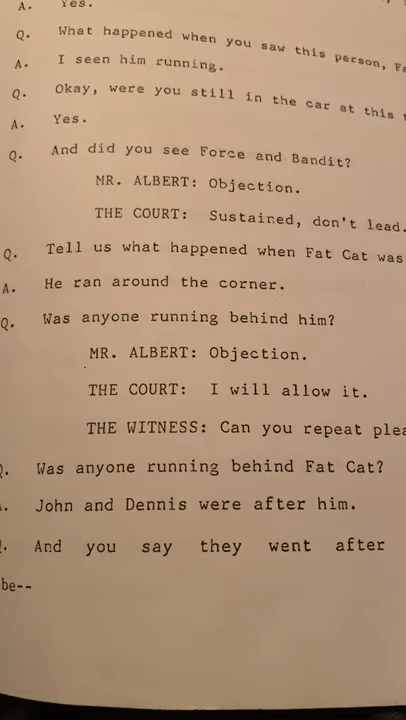 A. Yes.
Q. What happened when you saw this person,
A. I seen him running.
Q. Okay, were you still in the car at this
A. Yes.
Q. And did you see Force and Bandit?
MR. ALBERT: Objection.
THE COURT: Sustained, don't lead.
Q. Tell us what happened when Fat Cat was
A. He ran around the corner.
Q. Was anyone running behind him?
MR. ALBERT: Objection.
THE COURT: I will allow it.
THE WITNESS: Can you repeat
Q. Was anyone running behind Fat Cat?
. John and Dennis were after him.
. And you say they went after
be--